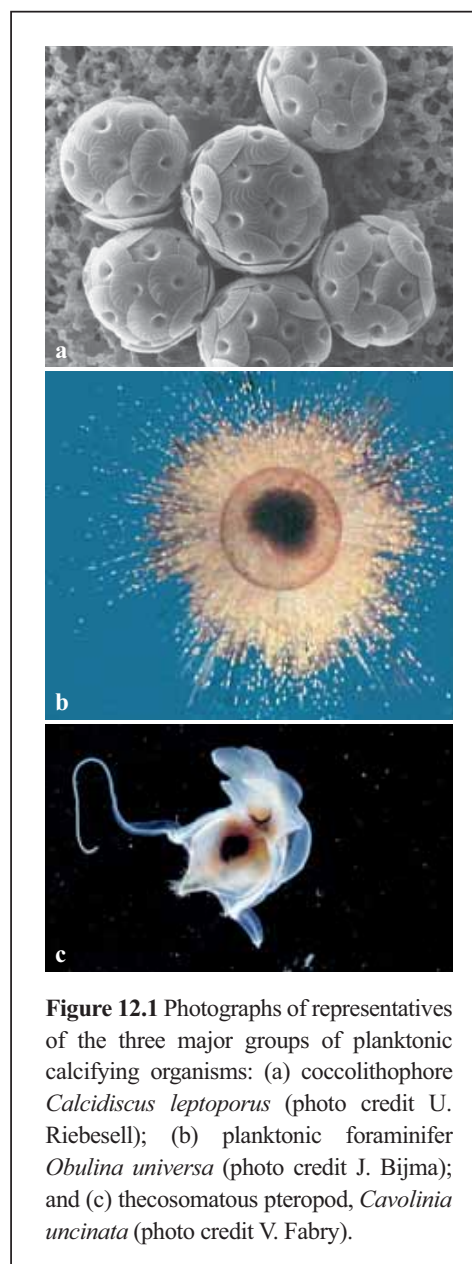 a
b
c
Figure 12.1 Photographs of representatives
of the three major groups of planktonic
calcifying organisms: (a) coccolithophore
Calcidiscus leptoporus (photo credit U.
Riebesell); (b) planktonic foraminifer
Obulina universa (photo credit J. Bijma);
and (c) thecosomatous pteropod, Cavolinia
uncinata (photo credit V. Fabry).